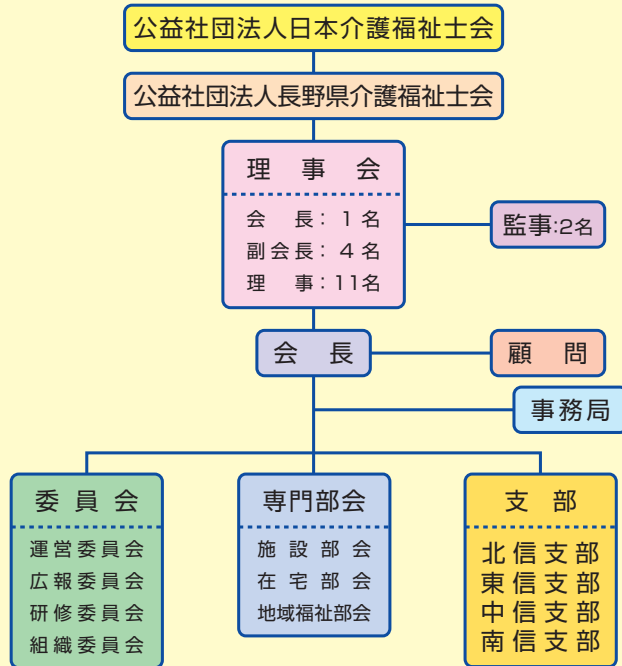 公益社団法人日本介護福祉士会
公益社団法人長野県介護福祉士会
理事会
会長：1名
副会長：4名
理事：11名
監事:2名
会長
顧問
事務局
委員会
運営委員会
広報委員会
研修委員会
組織委員会
専門部会
施設部会
在宅部会
地域福祉部会
支部
北信支部
東信支部
中信支部
南信支部